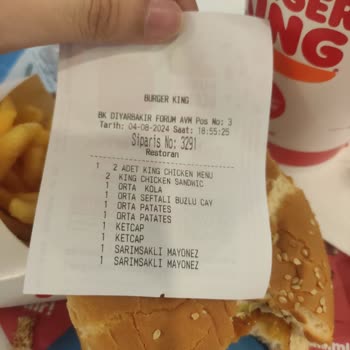 BURGER KING
BK DIYARBAKIR FORUM AVM Pos No: 3
Tarih: 04-08-2024 Saat: 18:55:25
Siparis No: 3291
Restoran
1 2 ADET KING CHICKEN MENU
2 KING CHICKEN SANDWIC
1 ORTA KOLA
1 ORTA SEFTALI BUZLU CAY
1 ORTA PATATES
1 ORTA PATATES
1 KETCAP
1 KETCAP
1 SARIMSAKLI MAYONEZ
1 SARIMSAKLI MAYONEZ
BURGER
KING